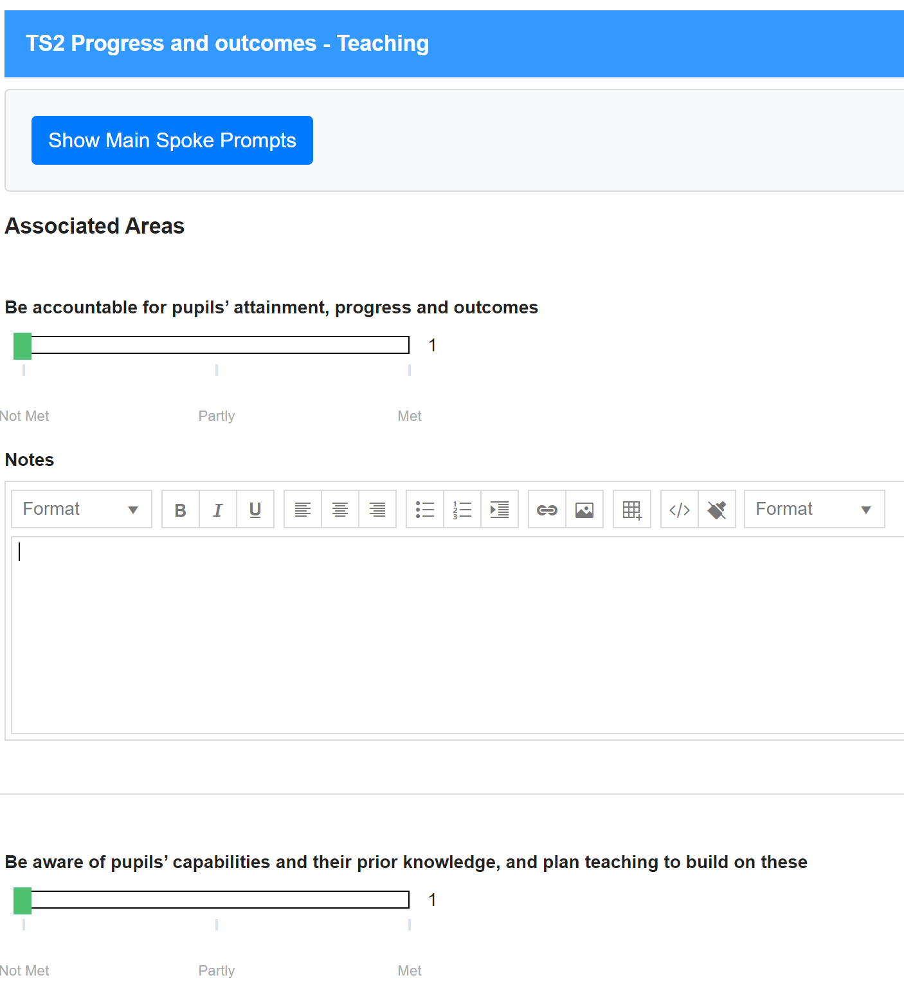 TS2 Progress and outcomes - Teaching
Show Main Spoke Prompts
Associated Areas
Be accountable for pupils’ attainment, progress and outcomes
1
Not Met Partly Met
Notes
Format B I U Format
Be aware of pupils’ capabilities and their prior knowledge, and plan teaching to build on these
1
Not Met Partly Met